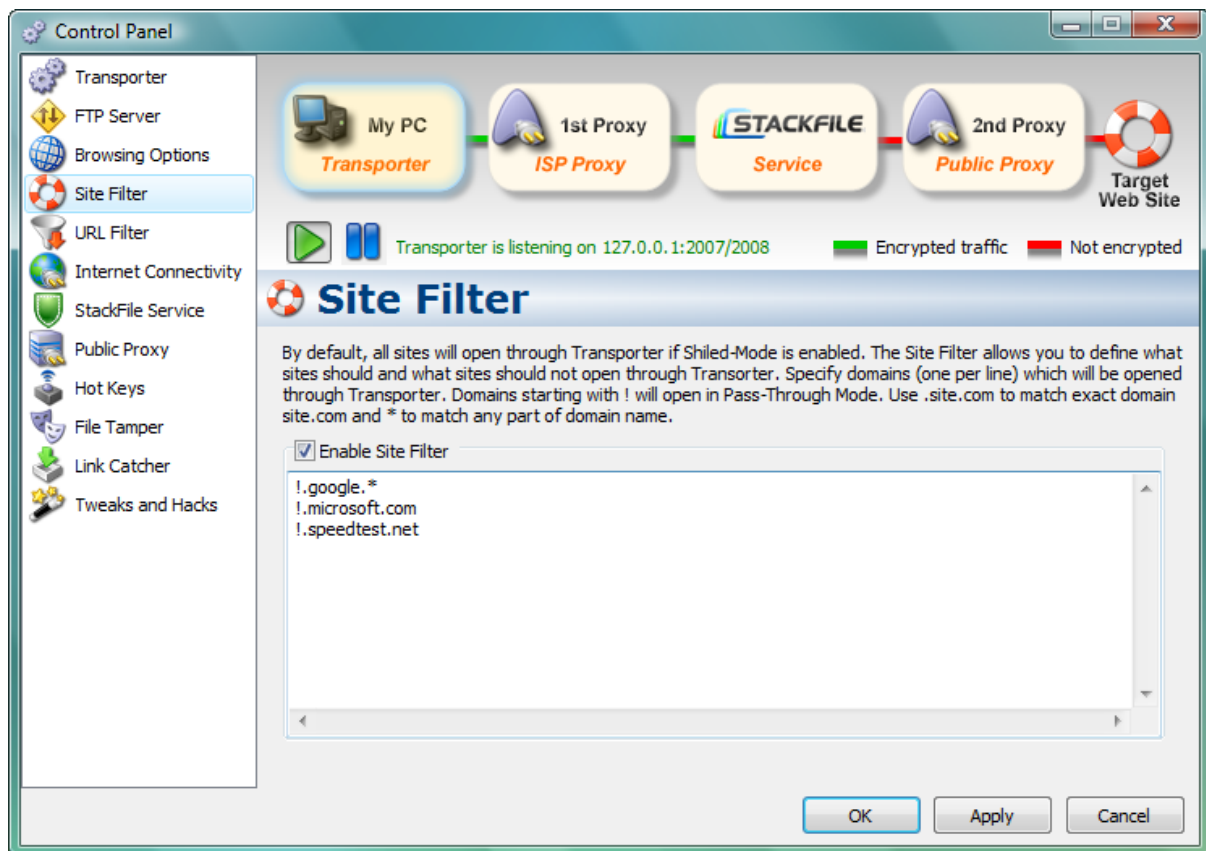 Control Panel
Transporter
FTP Server
Browsing Options
Site Filter
URL Filter
Internet Connectivity
StackFile Service
Public Proxy
Hot Keys
File Tamper
Link Catcher
Tweaks and Hacks
My PC
Transporter
1st Proxy
ISP Proxy
STACKFILE
Service
2nd Proxy
Public Proxy
Target
Web Site
Transporter is listening on 127.0.0.1:2007/2008
Encrypted traffic
Not encrypted
Site Filter
By default, all sites will open through Transporter if Shiled-Mode is enabled. The Site Filter allows you to define what
sites should and what sites should not open through Transorter. Specify domains (one per line) which will be opened
through Transporter. Domains starting with ! will open in Pass-Through Mode. Use .site.com to match exact domain
site.com and * to match any part of domain name.
Enable Site Filter
!.google.*
!.microsoft.com
!.speedtest.net
OK
Apply
Cancel